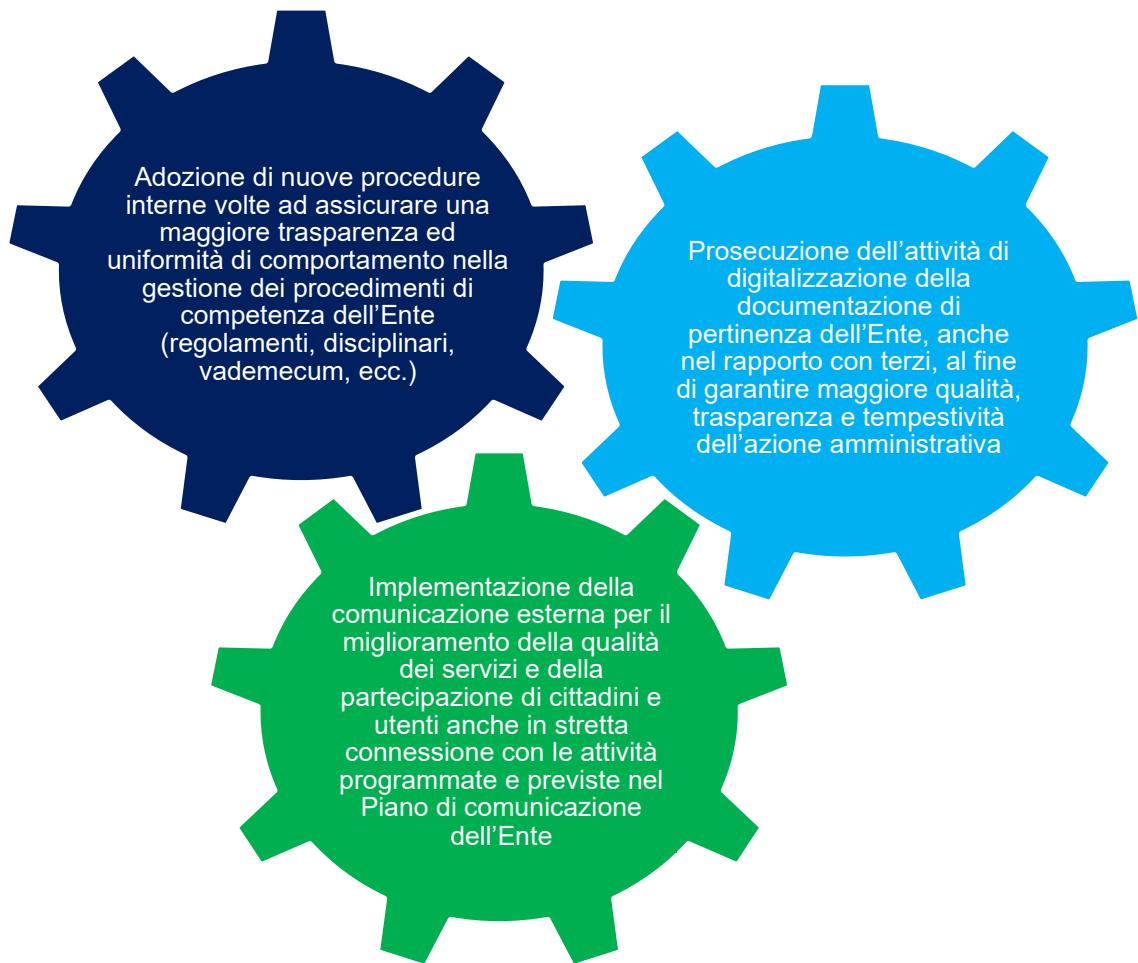 Adozione di nuove procedure
interne volte ad assicurare una
maggiore trasparenza ed
uniformità di comportamento nella
gestione dei procedimenti di
competenza dell’Ente
(regolamenti, disciplinari,
vademecum, ecc.)
Prosecuzione dell’attività di
digitalizzazione della
documentazione di
pertinenza dell’Ente, anche
nel rapporto con terzi, al fine
di garantire maggiore qualità,
trasparenza e tempestività
dell’azione amministrativa
Implementazione della
comunicazione esterna per il
miglioramento della qualità
dei servizi e della
partecipazione di cittadini e
utenti anche in stretta
connessione con le attività
programmate e previste nel
Piano di comunicazione
dell’Ente